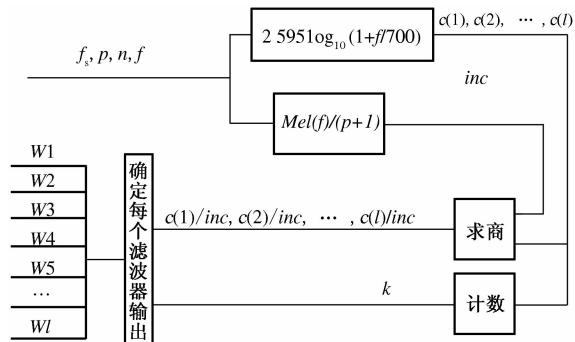 f_s, p, n, f
2 595log₁₀(1+f/700)
c(1), c(2), ⋯, c(l)
inc
Mel(f)/(p+1)
W1
W2
W3
W4
W5
…
Wl
确定每个滤波器输出
c(1)/inc, c(2)/inc, ⋯, c(l)/inc
求商
k
计数